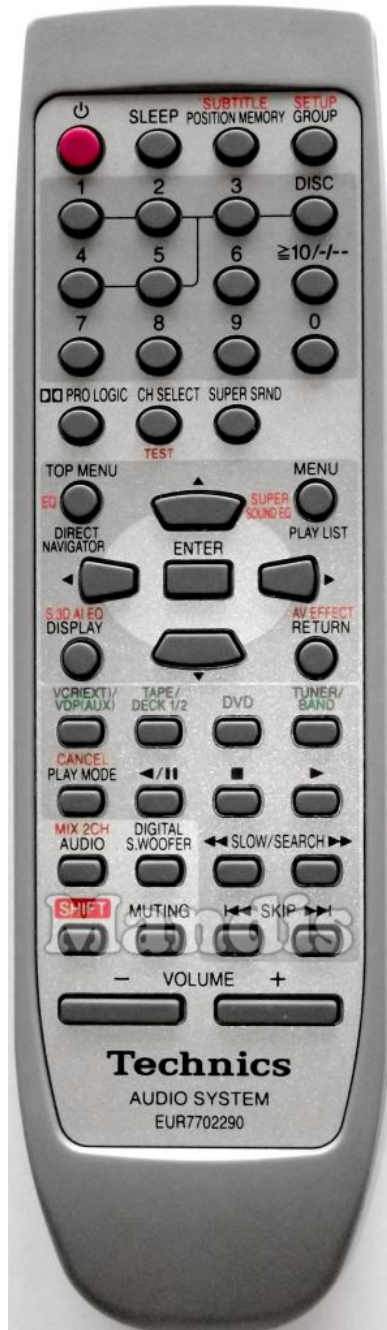 ⏻ SLEEP SUBTITLE POSITION MEMORY SETUP GROUP
1 2 3 DISC
4 5 6 ≧10/-/--
7 8 9 0
PRO LOGIC CH SELECT SUPER SRND
TEST
TOP MENU MENU
EQ SUPER SOUND EQ
DIRECT NAVIGATOR ENTER PLAY LIST
S.3D AI EQ AV EFFECT
DISPLAY RETURN
VCR(EXT)/ TAPE/ DVD TUNER/
VDP(AUX) DECK 1/2 BAND
CANCEL
PLAY MODE ◀/❚❚ ■ ▶
MIX 2CH DIGITAL
AUDIO S.WOOFER ◀◀ SLOW/SEARCH ▶▶
SHIFT MUTING |◀◀ SKIP ▶▶|
Mandis
− VOLUME +
Technics
AUDIO SYSTEM
EUR7702290